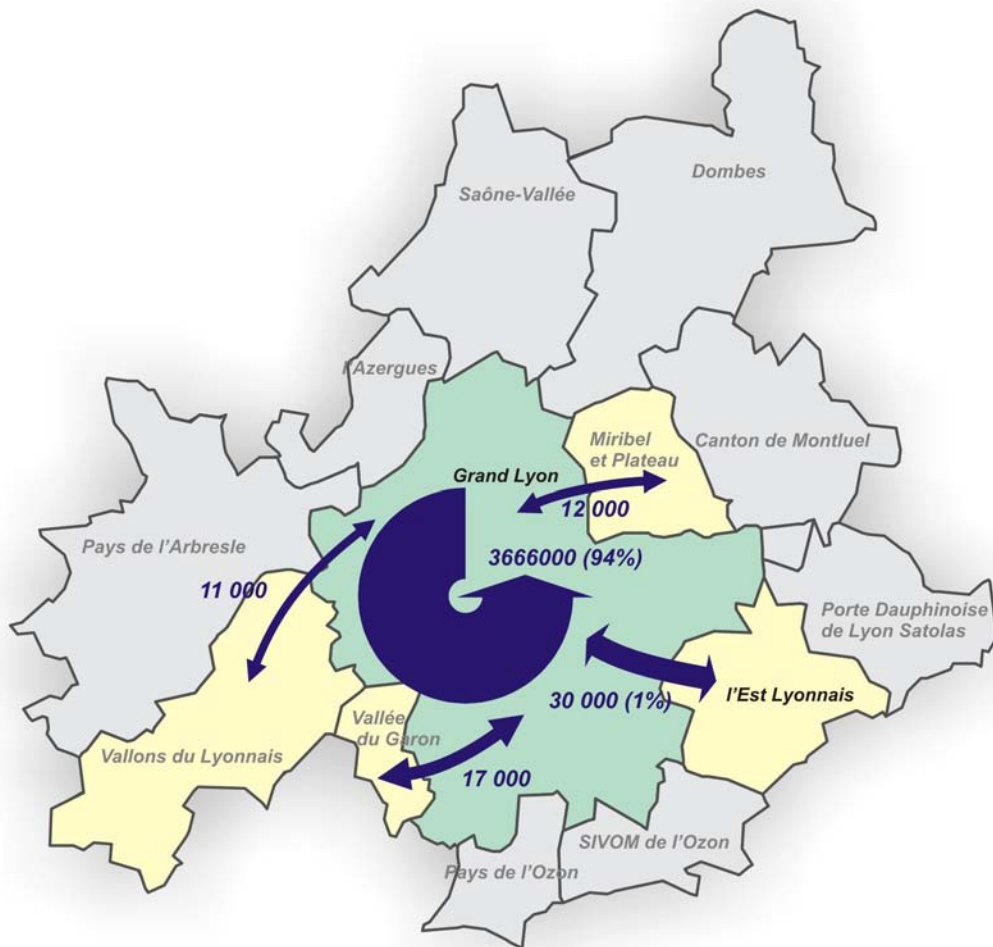 Dombes
Saône-Vallée
l'Azergues
Miribel
et Plateau
Canton de Montluel
Grand Lyon
12 000
Pays de l'Arbresle
3666000 (94%)
11 000
Porte Dauphinoise
de Lyon Satolas
30 000 (1%)
l'Est Lyonnais
Vallée
du Garon
Vallons du Lyonnais
17 000
SIVOM de l'Ozon
Pays de l'Ozon